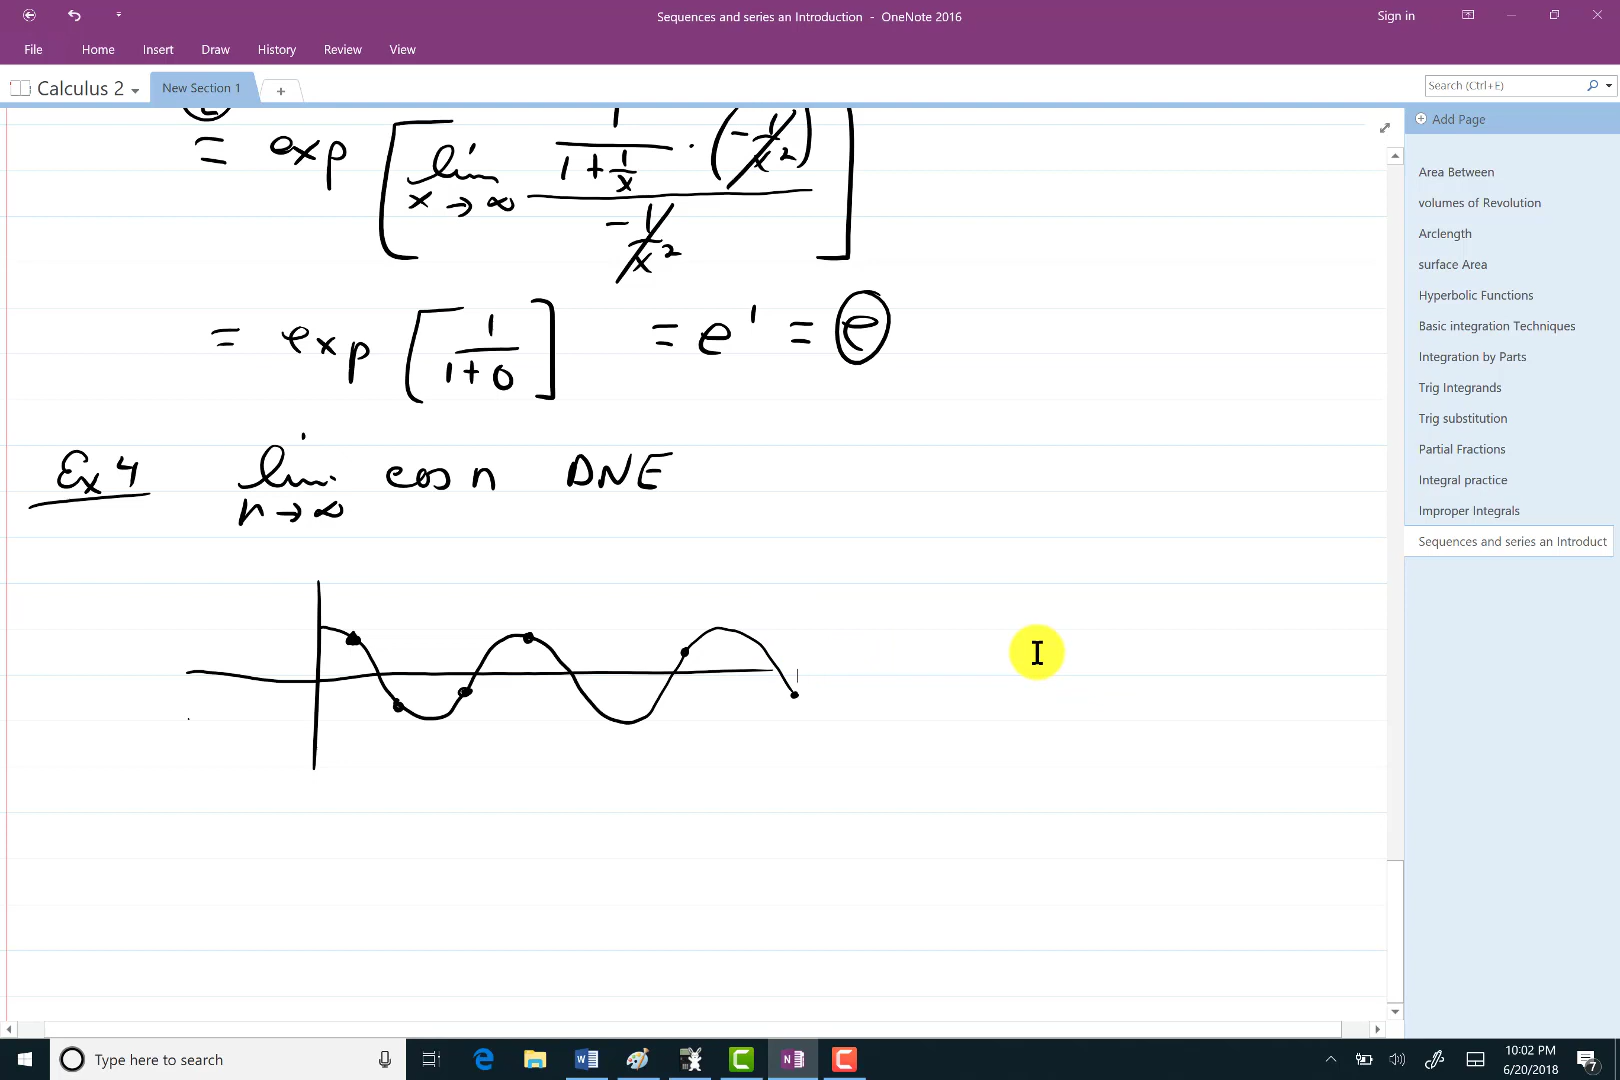 Sequences and series an Introduction - OneNote 2016
Sign in
File Home Insert Draw History Review View
Calculus 2
New Section 1
+
Search (Ctrl+E)
Add Page
Area Between
volumes of Revolution
Arclength
surface Area
Hyperbolic Functions
Basic integration Techniques
Integration by Parts
Trig Integrands
Trig substitution
Partial Fractions
Integral practice
Improper Integrals
Sequences and series an Introduct
= exp [ lim x→∞ 1/(1 + 1/x) · (-1/x²) / -1/x² ]
= exp [ 1/(1+0) ] = e¹ = e
Ex 4 lim n→∞ cos n DNE
Type here to search
10:02 PM
6/20/2018
7